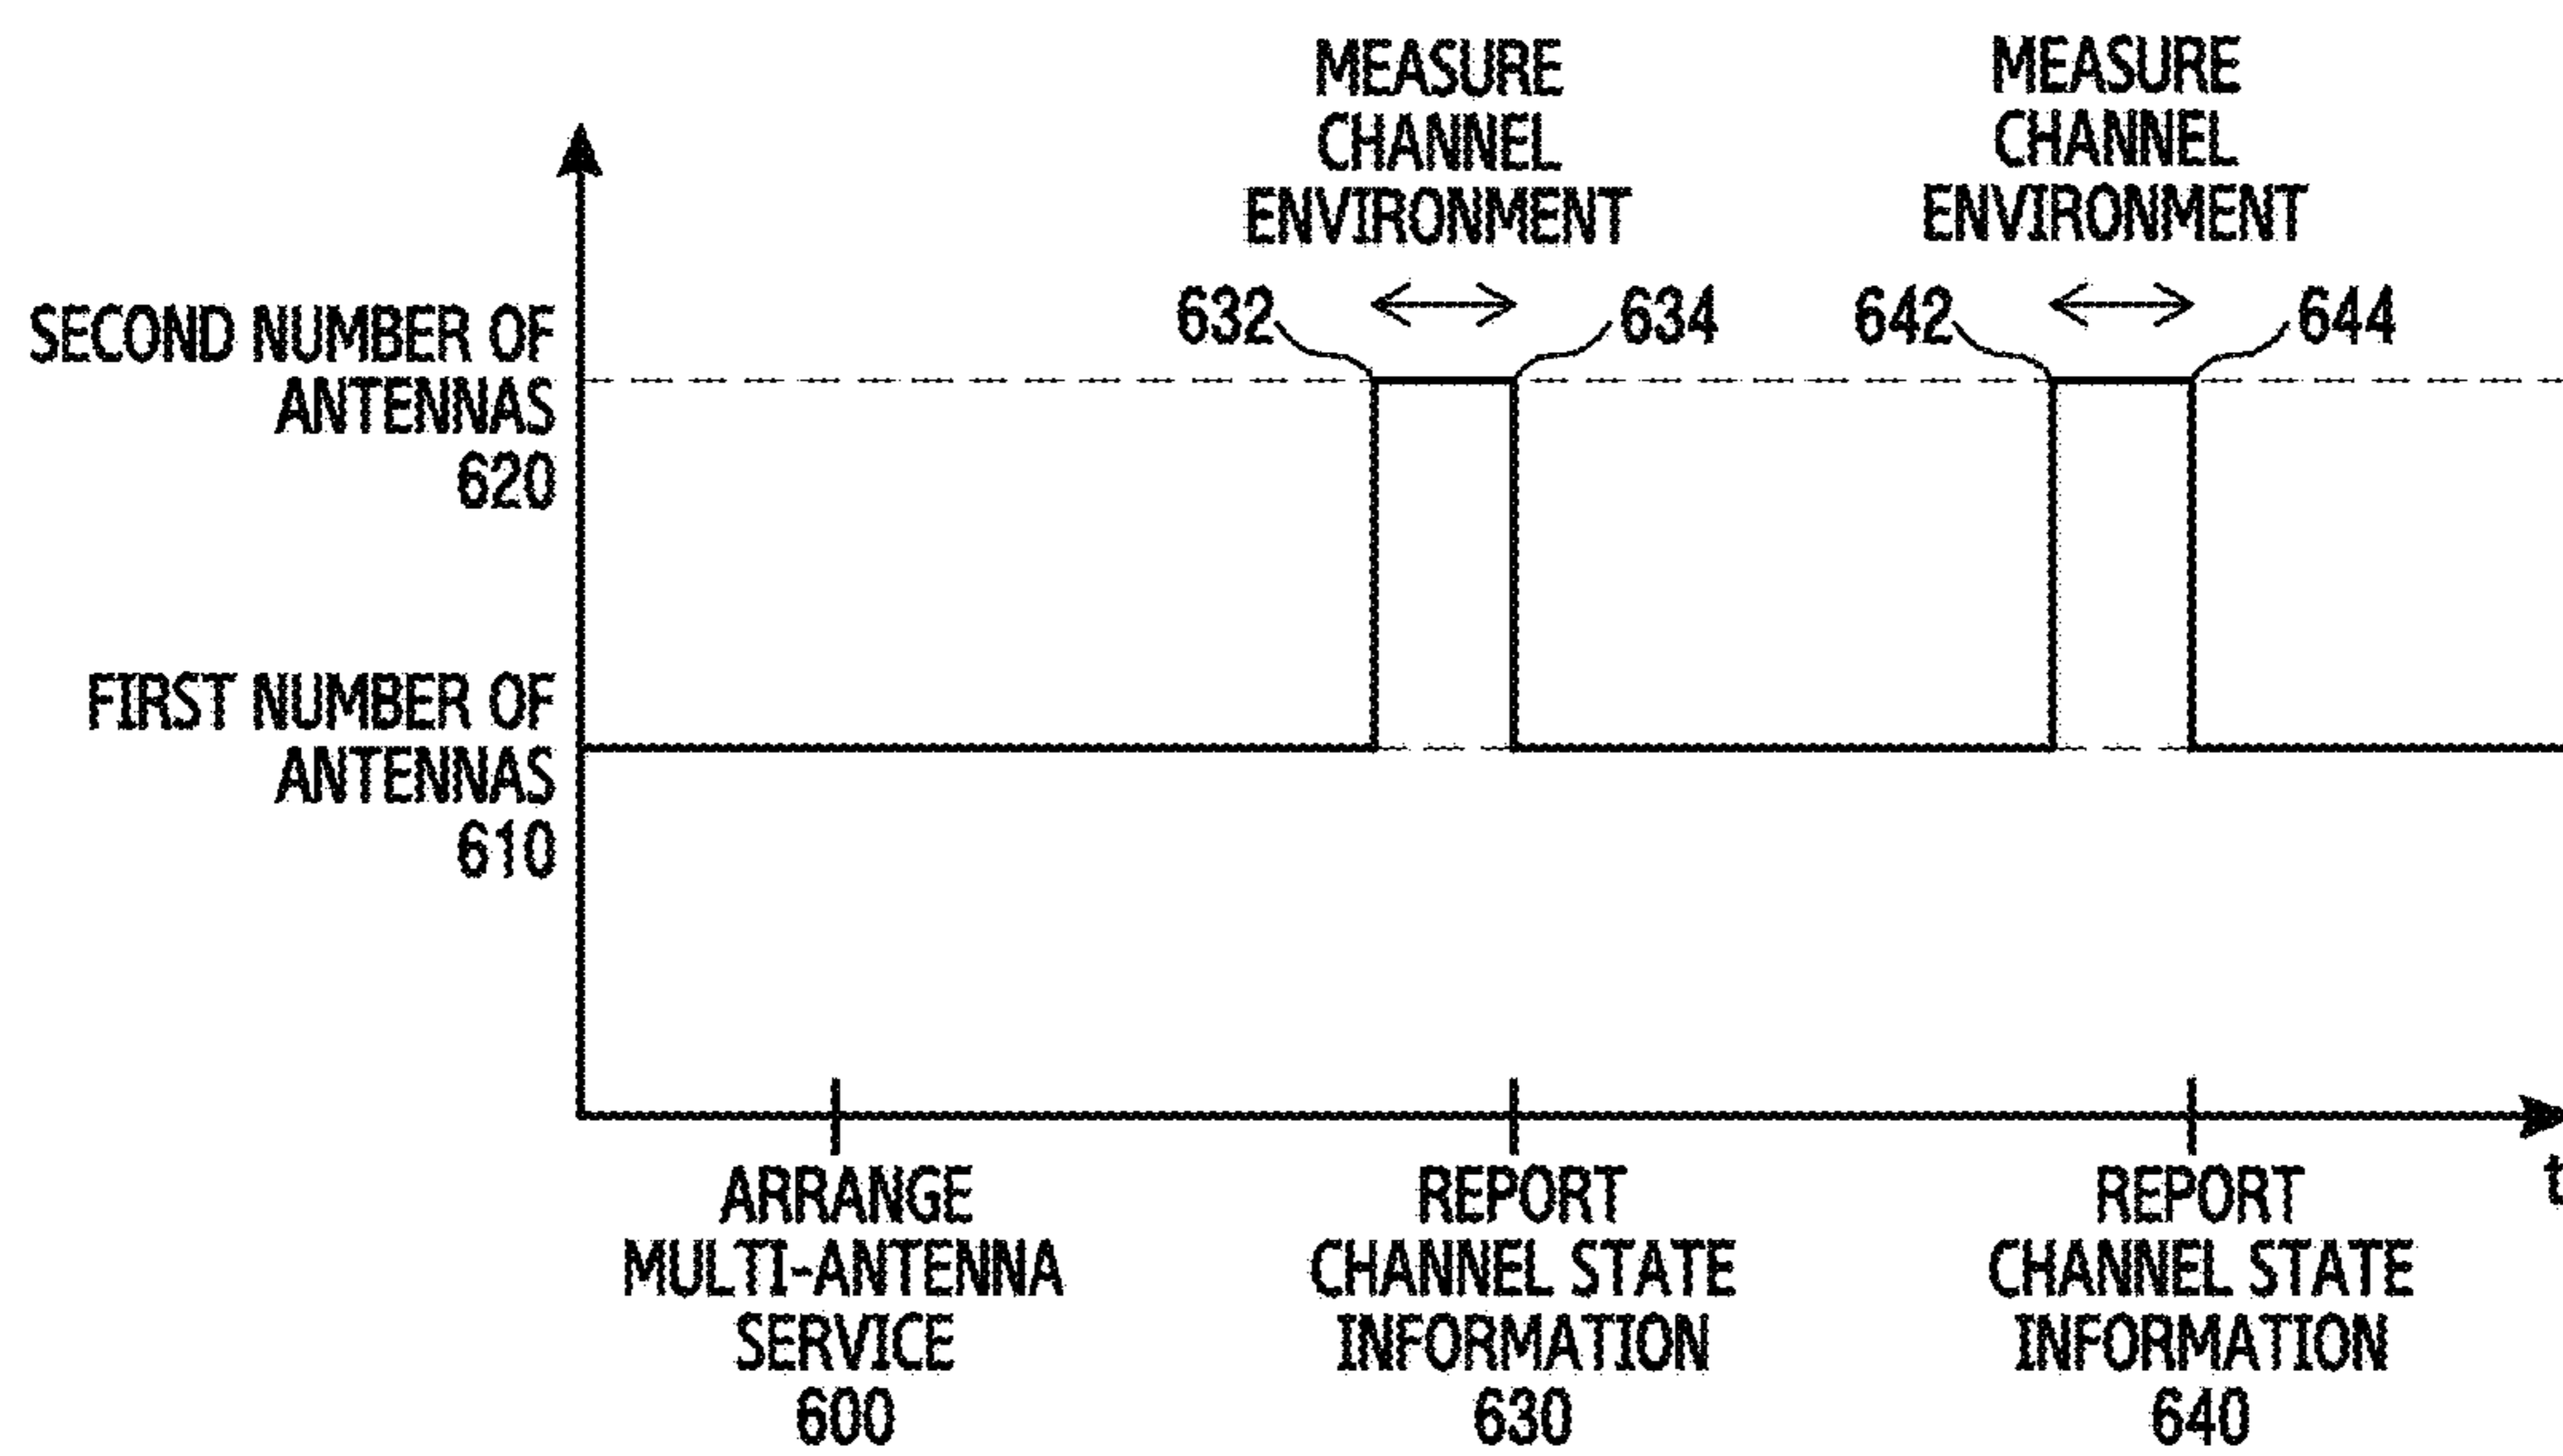 MEASURE
CHANNEL
ENVIRONMENT
MEASURE
CHANNEL
ENVIRONMENT
632
634
642
644
SECOND NUMBER OF
ANTENNAS
620
FIRST NUMBER OF
ANTENNAS
610
t
ARRANGE
MULTI-ANTENNA
SERVICE
600
REPORT
CHANNEL STATE
INFORMATION
630
REPORT
CHANNEL STATE
INFORMATION
640